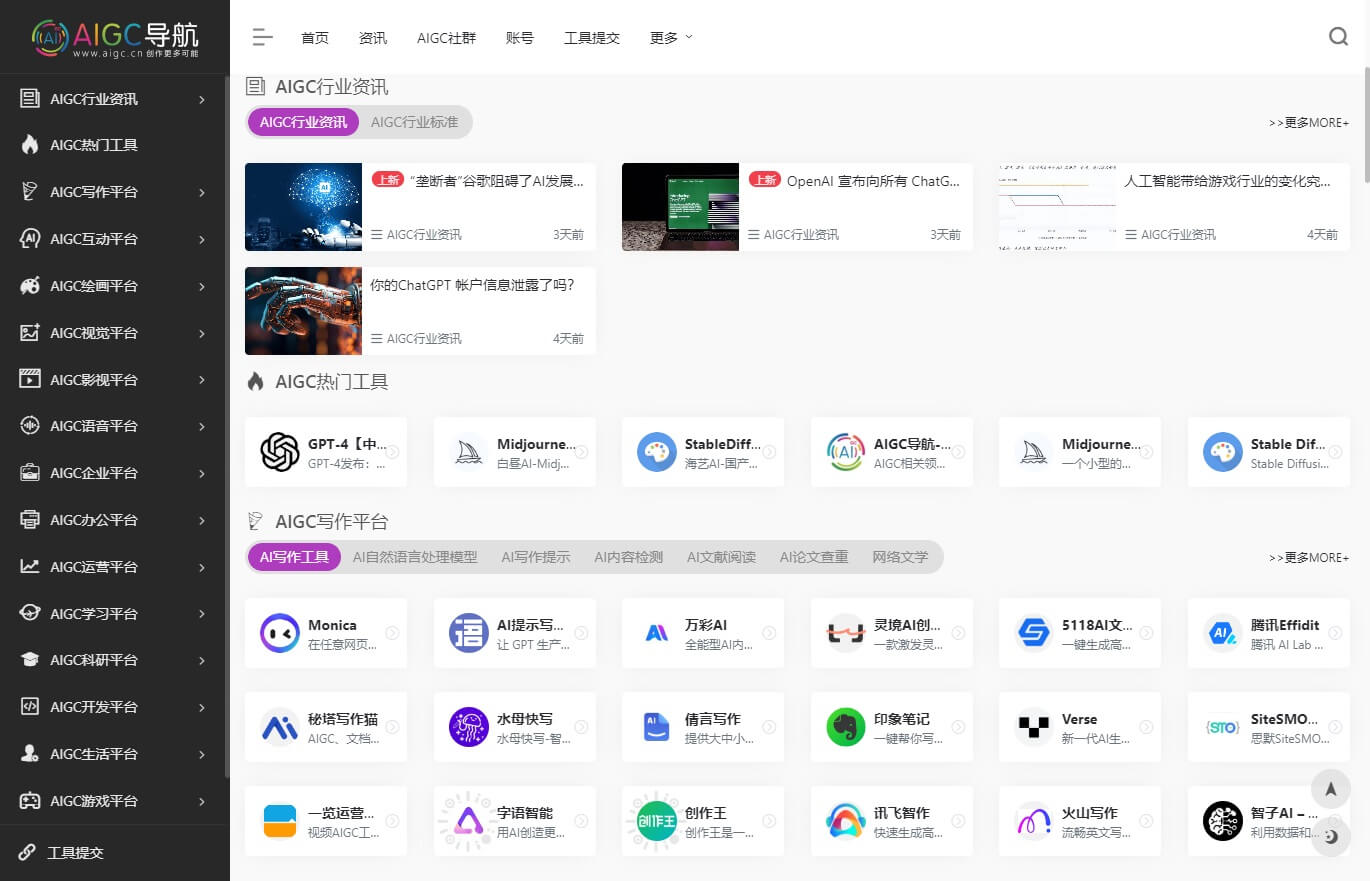 AIGC导航
www.aigc.cn 创作更多可能
AIGC行业资讯
AIGC热门工具
AIGC写作平台
AIGC互动平台
AIGC绘画平台
AIGC视觉平台
AIGC影视平台
AIGC语音平台
AIGC企业平台
AIGC办公平台
AIGC运营平台
AIGC学习平台
AIGC科研平台
AIGC开发平台
AIGC生活平台
AIGC游戏平台
工具提交
首页 资讯 AIGC社群 账号 工具提交 更多
AIGC行业资讯
AIGC行业资讯 AIGC行业标准 >>更多MORE+
上新 “垄断者”谷歌阻碍了AI发展...
AIGC行业资讯 3天前
上新 OpenAI 宣布向所有 ChatG...
AIGC行业资讯 3天前
人工智能带给游戏行业的变化究...
AIGC行业资讯 4天前
你的ChatGPT 帐户信息泄露了吗?
AIGC行业资讯 4天前
AIGC热门工具
GPT-4【中...
GPT-4发布：...
Midjourne...
白昼AI-Midj...
StableDiff...
海艺AI-国产...
AIGC导航-...
AIGC相关领...
Midjourne...
一个小型的...
Stable Dif...
Stable Diffusi...
AIGC写作平台
AI写作工具 AI自然语言处理模型 AI写作提示 AI内容检测 AI文献阅读 AI论文查重 网络文学 >>更多MORE+
Monica
在任意网页...
语
AI提示写...
让 GPT 生产...
万彩AI
全能型AI内...
灵境AI创...
一款激发灵...
5118AI文...
一键生成高...
AI
腾讯Effidit
腾讯 AI Lab ...
秘塔写作猫
AIGC、文档...
水母快写
水母快写-智...
AI
倩言写作
提供大中小...
印象笔记
一键帮你写...
Verse
新一代AI生...
{STO}
SiteSMO...
思默SiteSMO...
一览运营...
视频AIGC工...
字语智能
用AI创造更...
创作王
创作王
创作王是一...
讯飞智作
快速生成高...
火山写作
流畅英文写...
智子AI – ...
利用数据和...